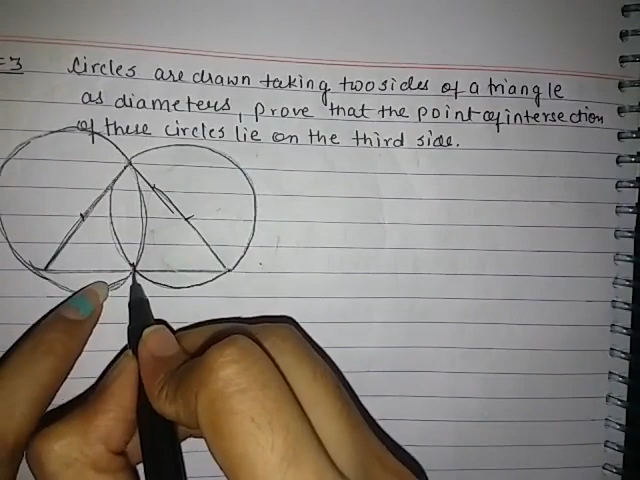 =3 Circles are drawn taking two sides of a triangle
as diameters, prove that the point of intersection
of these circles lie on the third side.